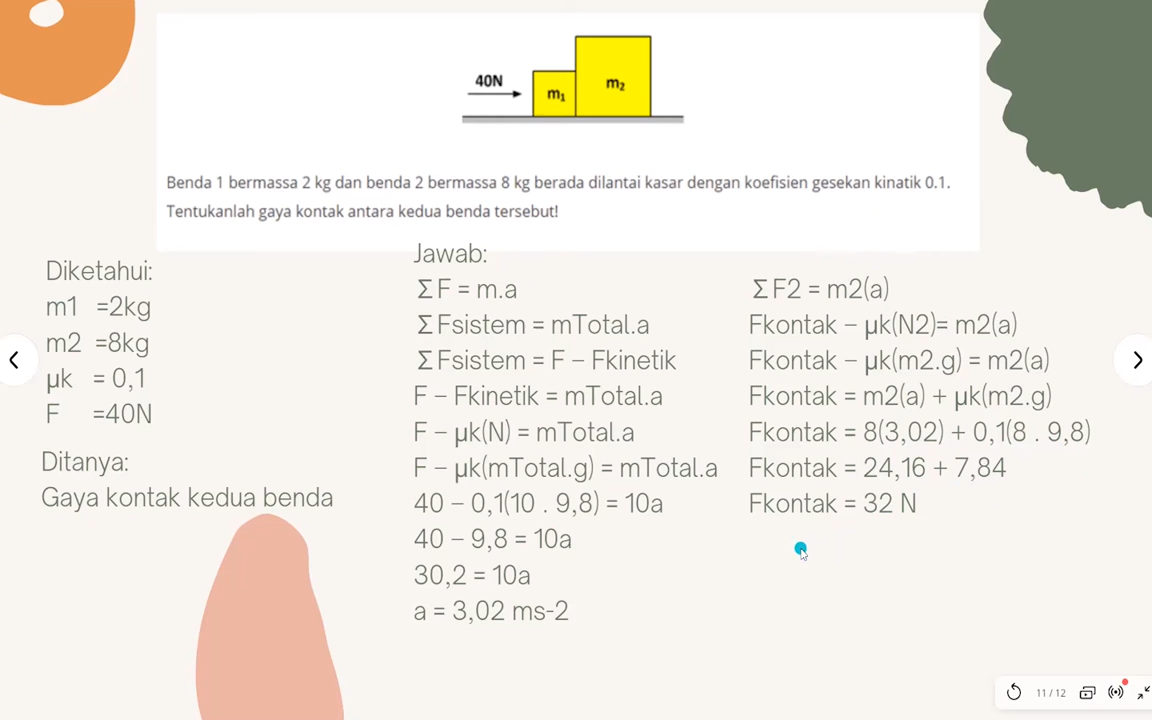 40N
m₁
m₂
Benda 1 bermassa 2 kg dan benda 2 bermassa 8 kg berada dilantai kasar dengan koefisien gesekan kinatik 0.1.
Tentukanlah gaya kontak antara kedua benda tersebut!
Diketahui:
m1 =2kg
m2 =8kg
µk = 0,1
F =40N
Ditanya:
Gaya kontak kedua benda
Jawab:
ΣF = m.a
ΣFsistem = mTotal.a
ΣFsistem = F – Fkinetik
F – Fkinetik = mTotal.a
F – µk(N) = mTotal.a
F – µk(mTotal.g) = mTotal.a
40 – 0,1(10 . 9,8) = 10a
40 – 9,8 = 10a
30,2 = 10a
a = 3,02 ms-2
ΣF2 = m2(a)
Fkontak – µk(N2)= m2(a)
Fkontak – µk(m2.g) = m2(a)
Fkontak = m2(a) + µk(m2.g)
Fkontak = 8(3,02) + 0,1(8 . 9,8)
Fkontak = 24,16 + 7,84
Fkontak = 32 N
11 / 12